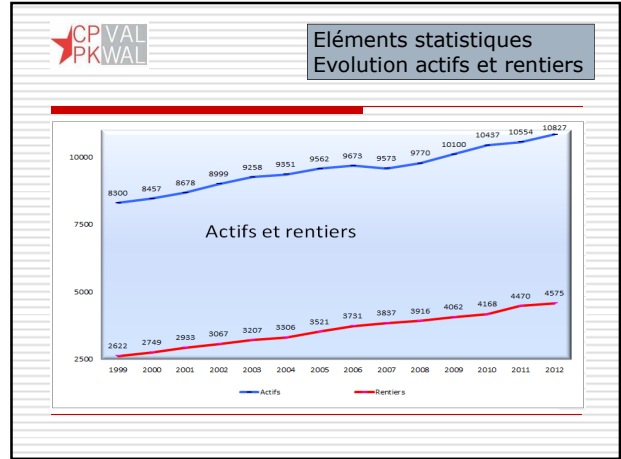 CP VAL
PKWAL
Eléments statistiques
Evolution actifs et rentiers
10000
7500
5000
2500
8300 8457 8678 8999 9258 9351 9562 9673 9573 9770 10100 10437 10554 10827
Actifs et rentiers
2622 2749 2933 3067 3207 3306 3521 3731 3837 3916 4062 4168 4470 4575
1999 2000 2001 2002 2003 2004 2005 2006 2007 2008 2009 2010 2011 2012
Actifs Rentiers